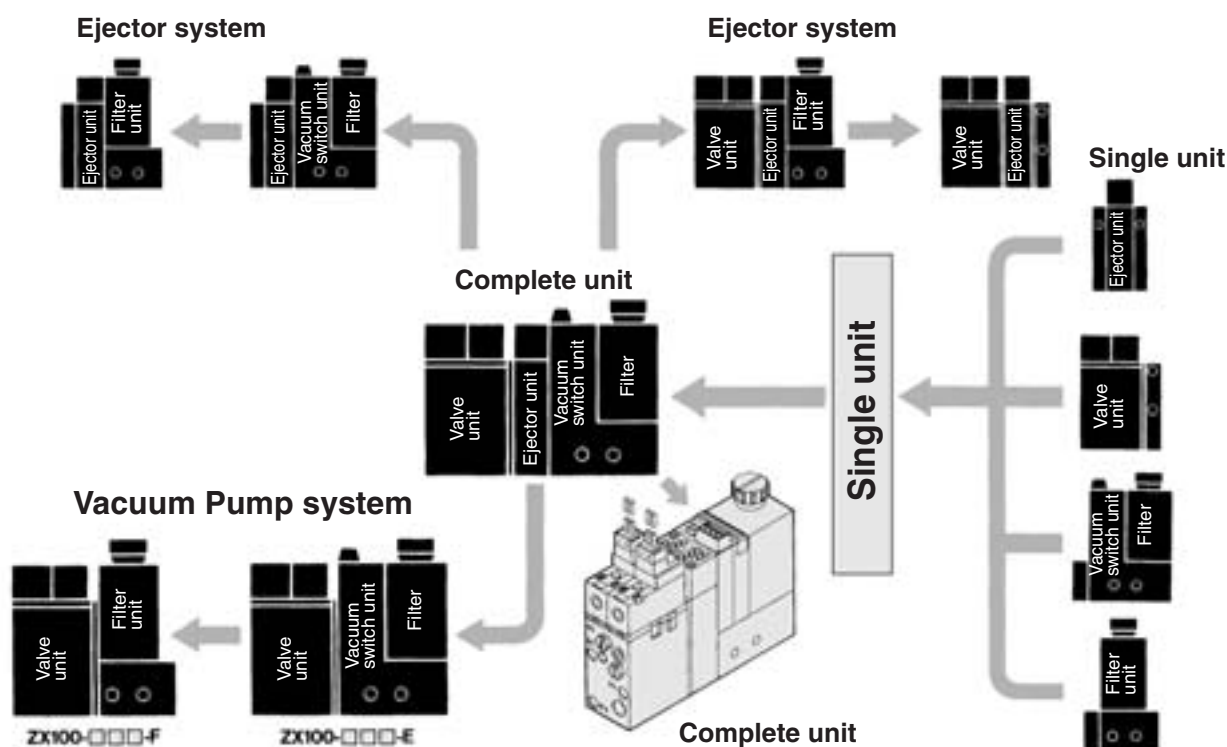 Ejector system
Ejector unit
Filter
unit
Ejector unit
Vacuum
switch unit
Filter
Ejector system
Valve
unit
Ejector unit
Filter
unit
Valve
unit
Ejector unit
Single unit
Ejector unit
Valve
unit
Vacuum
switch unit
Filter
Filter
unit
Single unit
Complete unit
Valve
unit
Ejector unit
Vacuum
switch unit
Filter
Vacuum Pump system
Valve
unit
Filter
unit
ZX100-□□□-F
Valve
unit
Vacuum
switch unit
Filter
ZX100-□□□-E
Complete unit